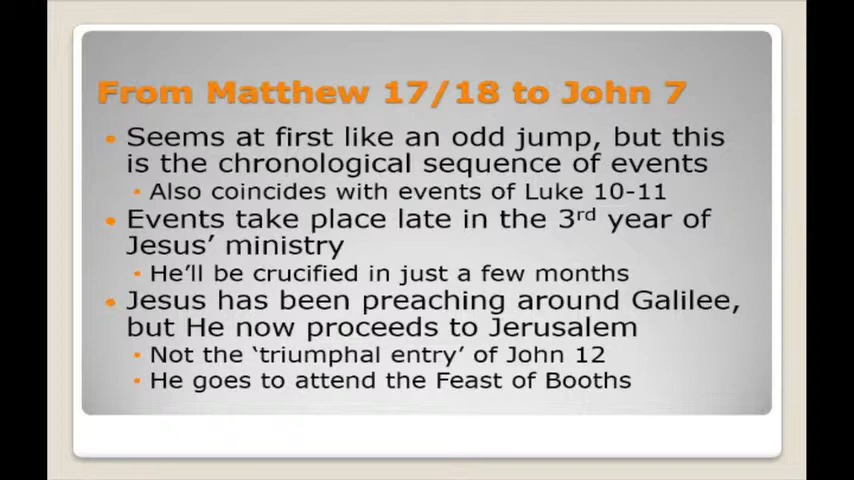 From Matthew 17/18 to John 7
• Seems at first like an odd jump, but this
is the chronological sequence of events
• Also coincides with events of Luke 10-11
• Events take place late in the 3rd year of
Jesus’ ministry
• He’ll be crucified in just a few months
• Jesus has been preaching around Galilee,
but He now proceeds to Jerusalem
• Not the ‘triumphal entry’ of John 12
• He goes to attend the Feast of Booths